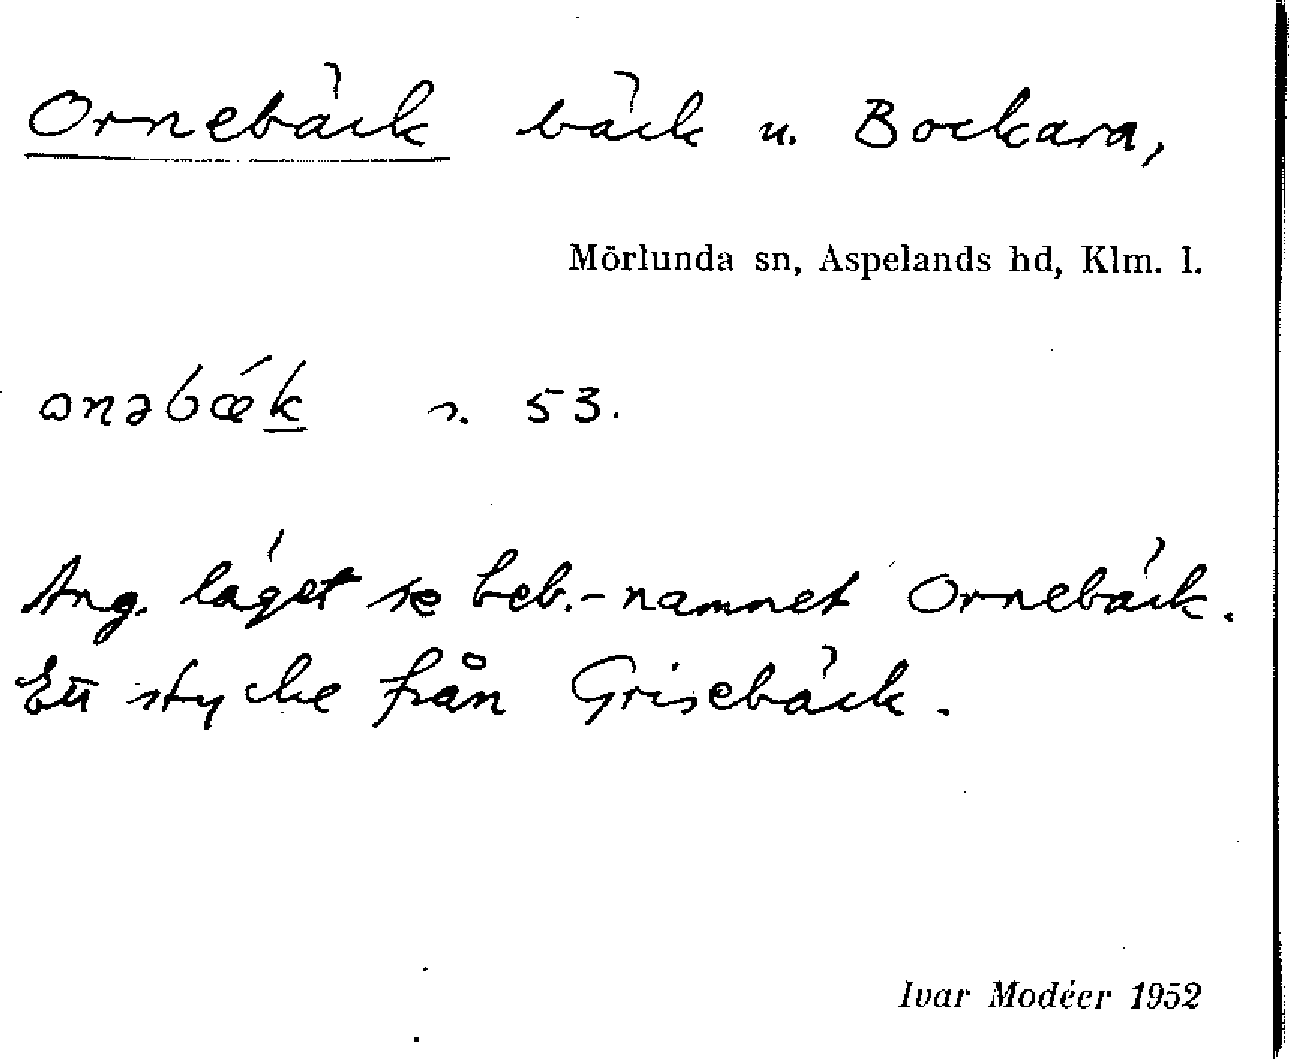 Ornebäck bäck u. Bockara,
Mörlunda sn, Aspelands hd, Klm. l.
ɷnəbǽk s. 53.
Ang. läget se beb.-namnet Ornebäck.
Ett stycke från Grisebäck.
Ivar Modéer 1952